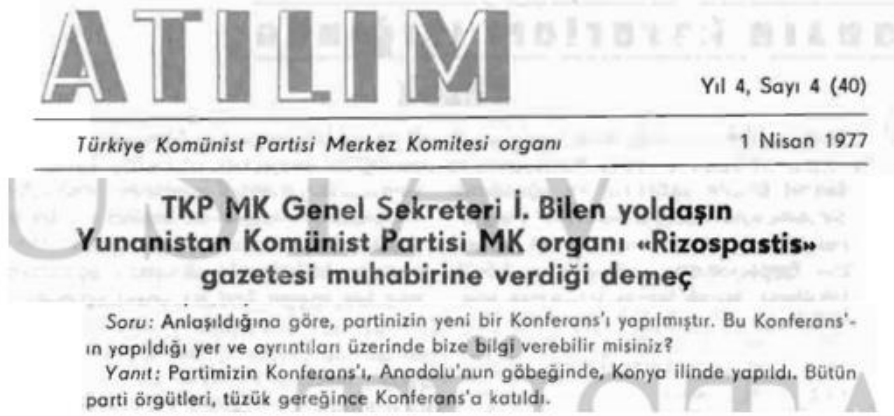 ATILIM
Yıl 4, Sayı 4 (40)
Türkiye Komünist Partisi Merkez Komitesi organı
1 Nisan 1977
TKP MK Genel Sekreteri İ. Bilen yoldaşın
Yunanistan Komünist Partisi MK organı «Rizospastis»
gazetesi muhabirine verdiği demeç
Soru: Anlaşıldığına göre, partinizin yeni bir Konferans'ı yapılmıştır. Bu Konferans'-
ın yapıldığı yer ve ayrıntıları üzerinde bize bilgi verebilir misiniz?
Yanıt: Partimizin Konferans'ı, Anadolu'nun göbeğinde, Konya ilinde yapıldı. Bütün
parti örgütleri, tüzük gereğince Konferans'a katıldı.